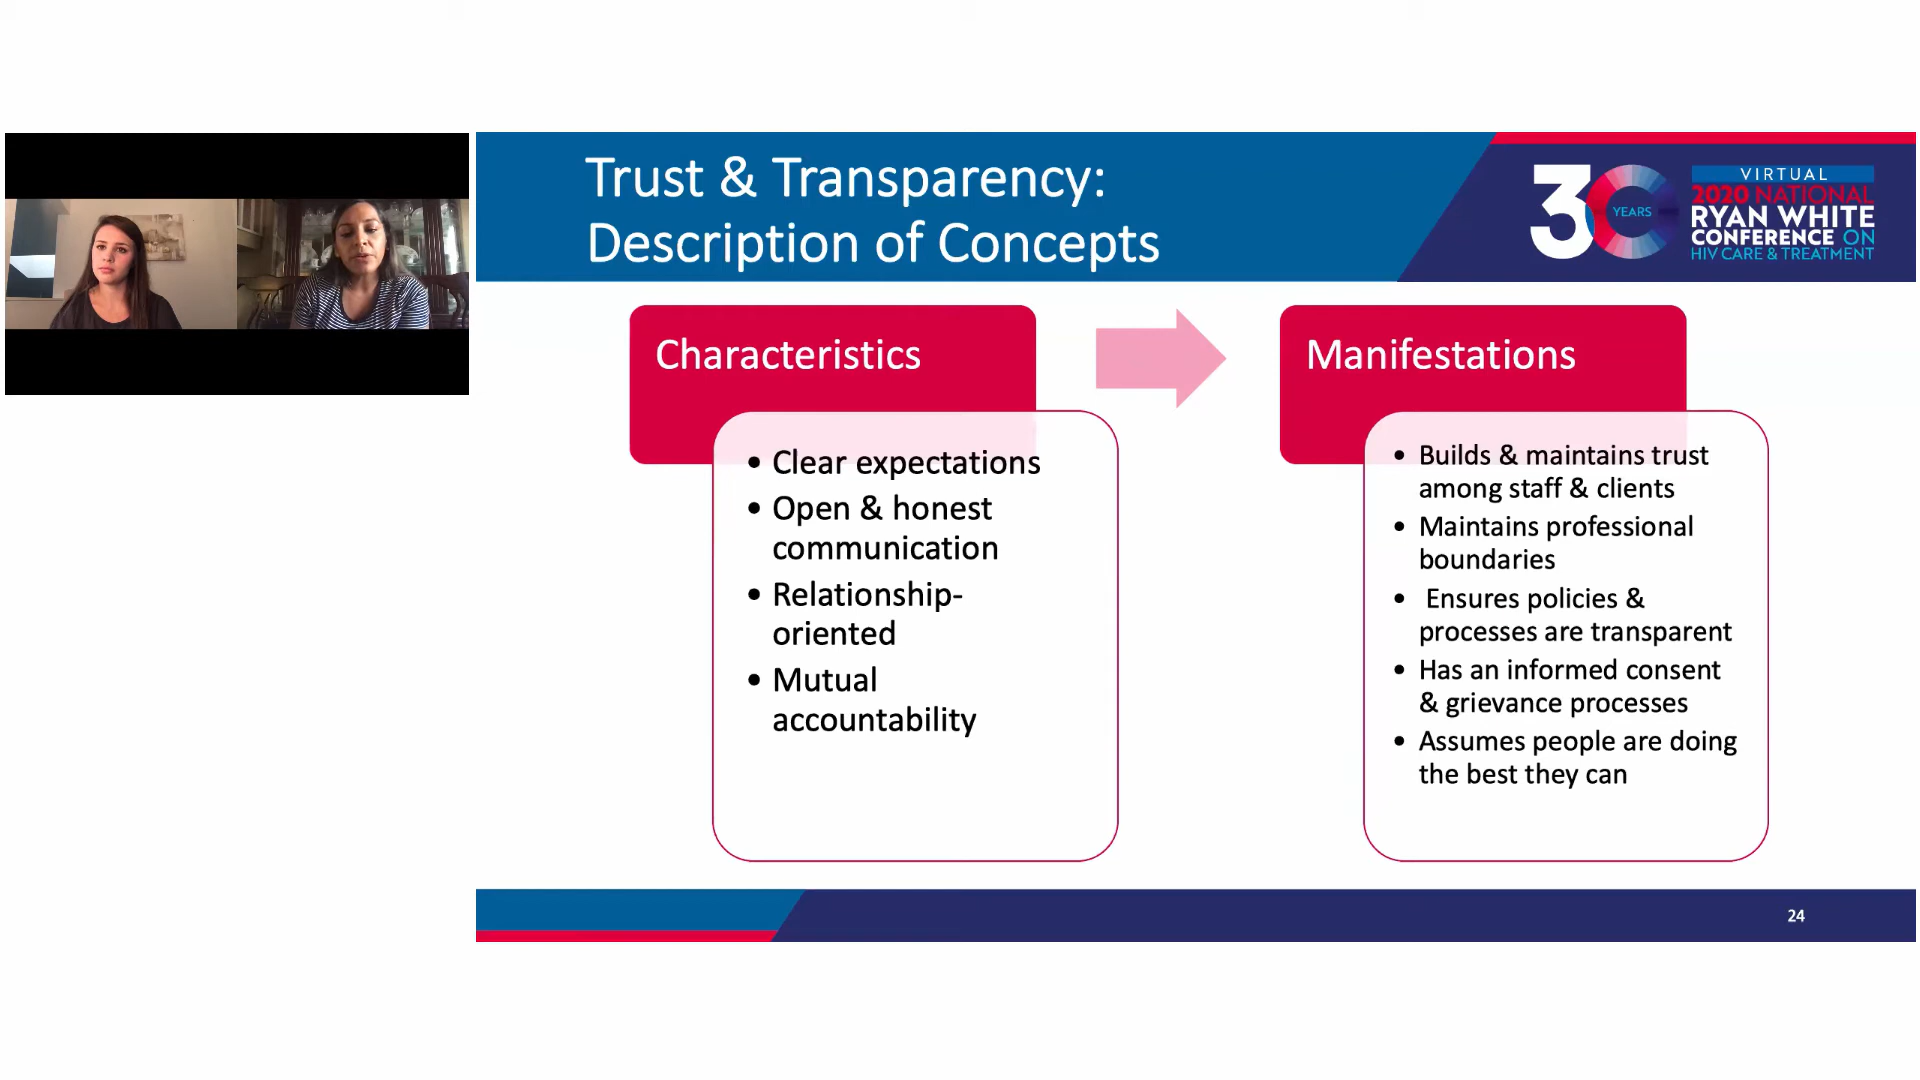 Trust & Transparency:
Description of Concepts
30
YEARS
VIRTUAL
2020 NATIONAL
RYAN WHITE
CONFERENCE ON
HIV CARE & TREATMENT
Characteristics
• Clear expectations
• Open & honest
communication
• Relationship-
oriented
• Mutual
accountability
Manifestations
• Builds & maintains trust
among staff & clients
• Maintains professional
boundaries
• Ensures policies &
processes are transparent
• Has an informed consent
& grievance processes
• Assumes people are doing
the best they can
24